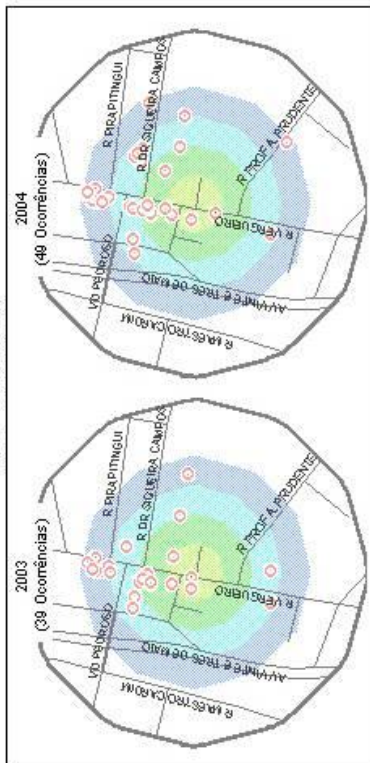 2004
(49 Ocorrências)
R PIRAPITINGUI
R DR SIQUEIRA CAMPOS
R PROF A. PRUDENTE
VD PEDROSO
R VERGUEIRO
AV VINTE E TRES DE MAIO
R MAESTRO CARDIM
2003
(39 Ocorrências)
R PIRAPITINGUI
R DR SIQUEIRA CAMPOS
R PROF A. PRUDENTE
VD PEDROSO
R VERGUEIRO
AV VINTE E TRES DE MAIO
R MAESTRO CARDIM